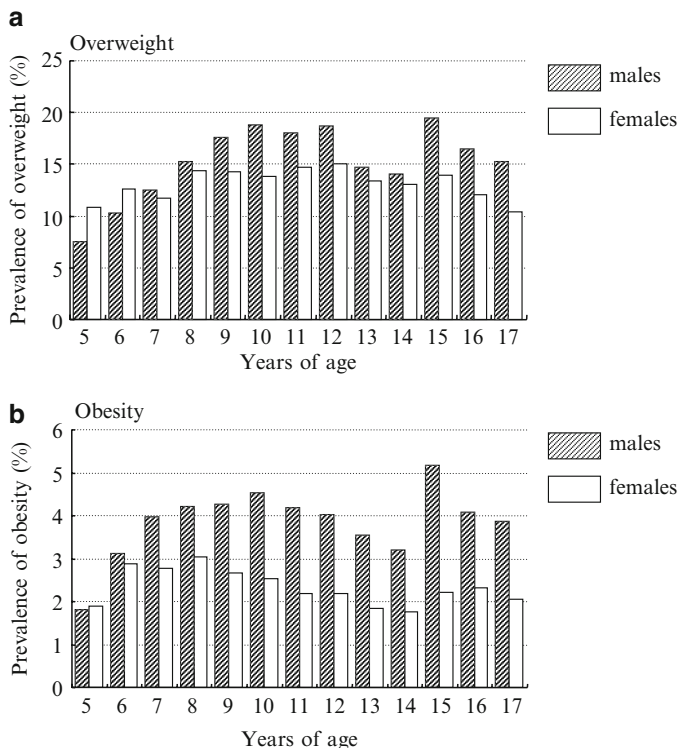 a
Overweight
Prevalence of overweight (%)
25
20
15
10
5
0
5 6 7 8 9 10 11 12 13 14 15 16 17
Years of age
males
females
b
Obesity
Prevalence of obesity (%)
6
5
4
3
2
1
0
5 6 7 8 9 10 11 12 13 14 15 16 17
Years of age
males
females